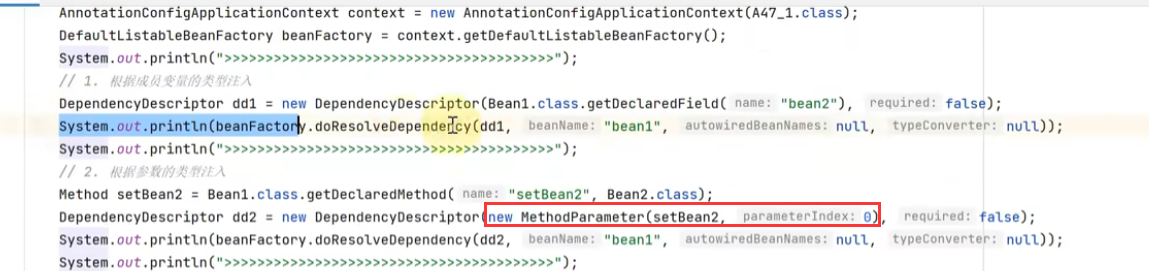 AnnotationConfigApplicationContext context = new AnnotationConfigApplicationContext(A47_1.class);
DefaultListableBeanFactory beanFactory = context.getDefaultListableBeanFactory();
System.out.println(">>>>>>>>>>>>>>>>>>>>>>>>>>>>>>>>>>>>>>>>");
// 1. 根据成员变量的类型注入
DependencyDescriptor dd1 = new DependencyDescriptor(Bean1.class.getDeclaredField( name: "bean2"), required: false);
System.out.println(beanFactory.doResolveDependency(dd1, beanName: "bean1", autowiredBeanNames: null, typeConverter: null));
System.out.println(">>>>>>>>>>>>>>>>>>>>>>>>>>>>>>>>>>>>>>>>");
// 2. 根据参数的类型注入
Method setBean2 = Bean1.class.getDeclaredMethod( name: "setBean2", Bean2.class);
DependencyDescriptor dd2 = new DependencyDescriptor(new MethodParameter(setBean2, parameterIndex: 0), required: false);
System.out.println(beanFactory.doResolveDependency(dd2, beanName: "bean1", autowiredBeanNames: null, typeConverter: null));
System.out.println(">>>>>>>>>>>>>>>>>>>>>>>>>>>>>>>>>>>>>>>>");